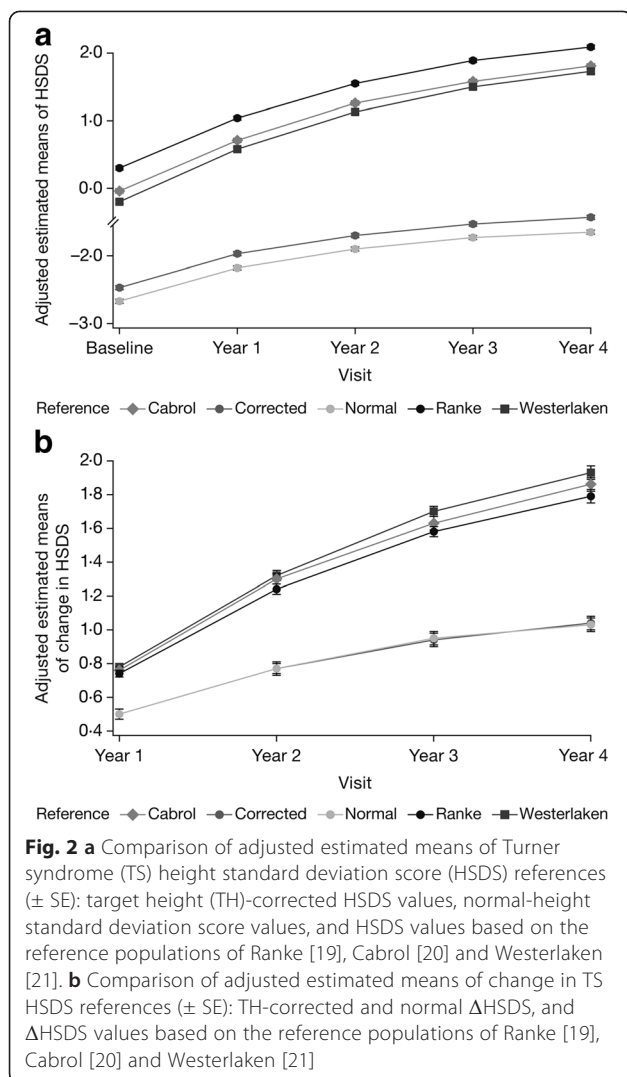 a
Adjusted estimated means of HSDS
2·0
1·0
0·0
−2·0
−3·0
Baseline Year 1 Year 2 Year 3 Year 4
Visit
Reference Cabrol Corrected Normal Ranke Westerlaken
b
Adjusted estimated means
of change in HSDS
2·0
1·8
1·6
1·4
1·2
1·0
0·8
0·6
0·4
Year 1 Year 2 Year 3 Year 4
Visit
Reference Cabrol Corrected Normal Ranke Westerlaken
Fig. 2 a Comparison of adjusted estimated means of Turner
syndrome (TS) height standard deviation score (HSDS) references
(± SE): target height (TH)-corrected HSDS values, normal-height
standard deviation score values, and HSDS values based on the
reference populations of Ranke [19], Cabrol [20] and Westerlaken
[21]. b Comparison of adjusted estimated means of change in TS
HSDS references (± SE): TH-corrected and normal ΔHSDS, and
ΔHSDS values based on the reference populations of Ranke [19],
Cabrol [20] and Westerlaken [21]